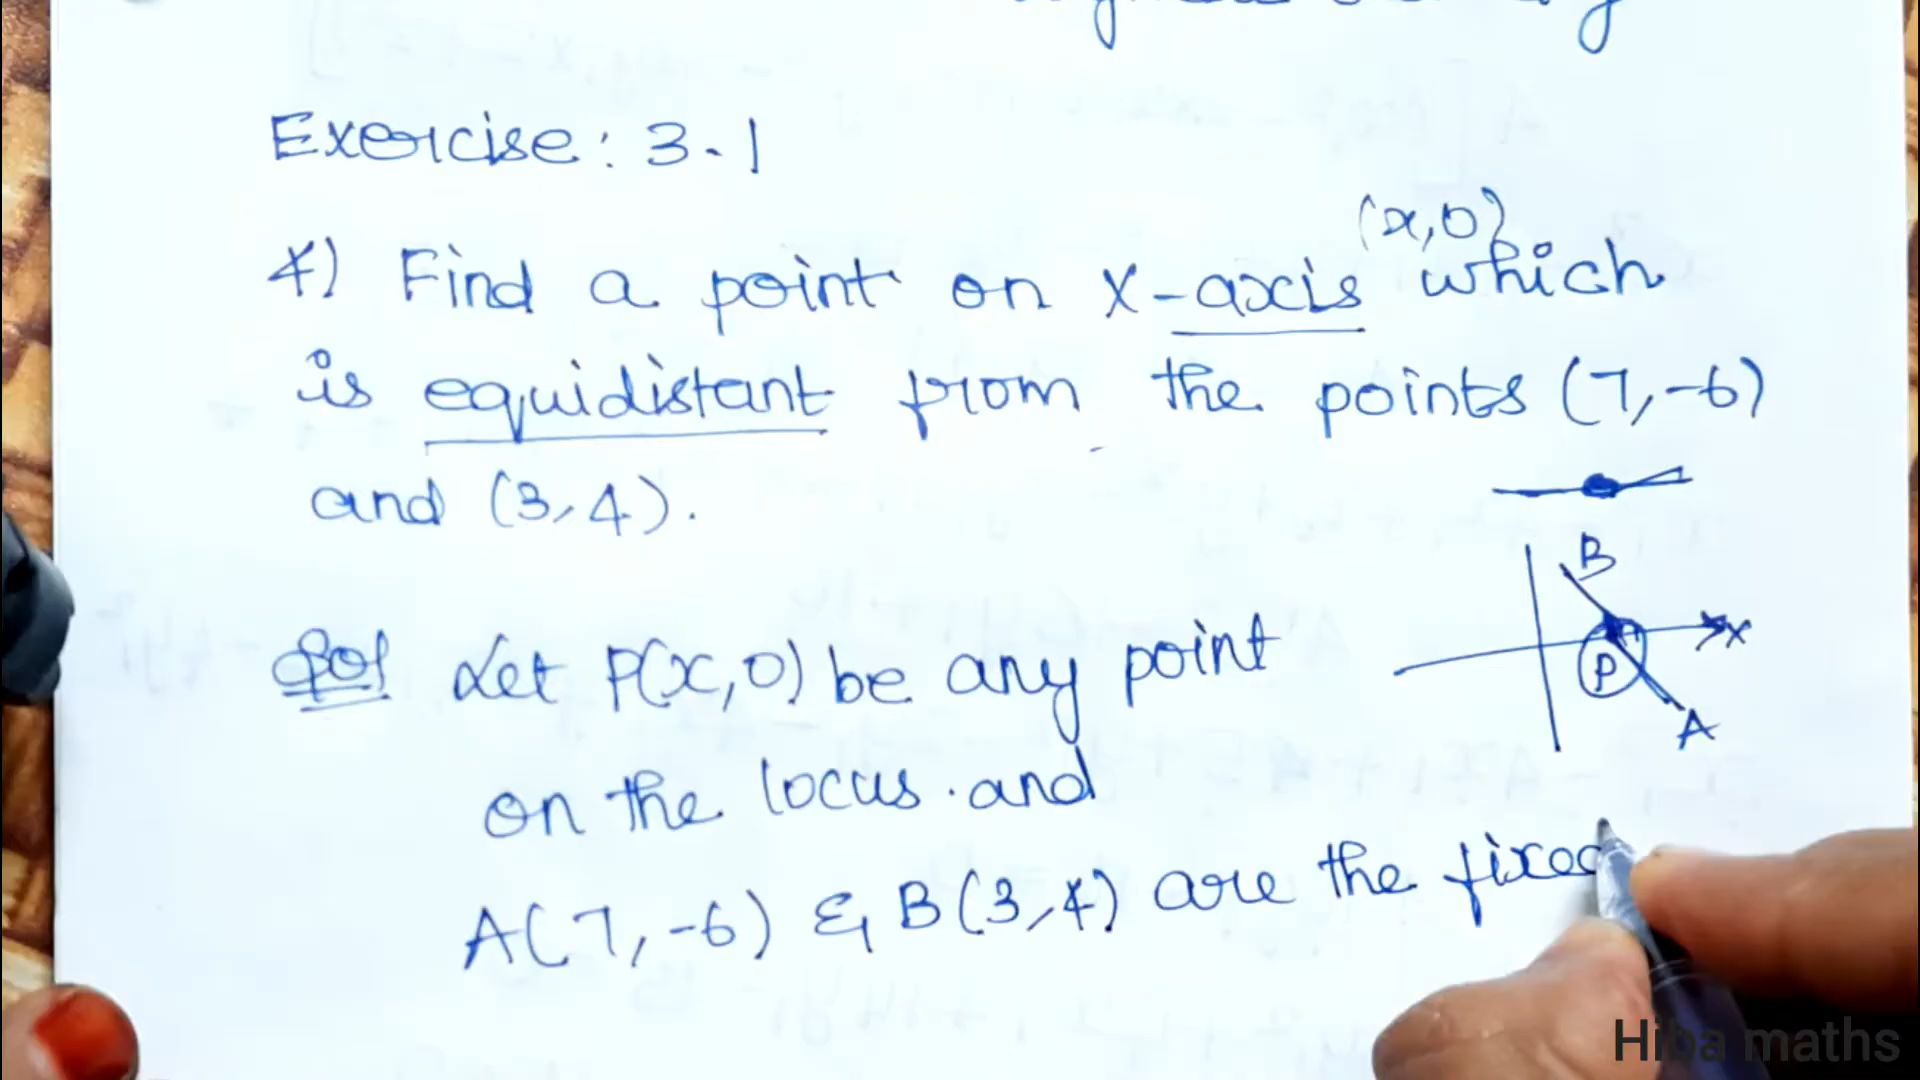 Exercise: 3.1
(x,0)
4) Find a point on X-axis which
is equidistant from the points (7,-6)
and (3,4).
B
X
P
A
Sol Let P(x,0) be any point
on the locus. and
A(7,-6) & B(3,4) are the fixed
Hiba maths